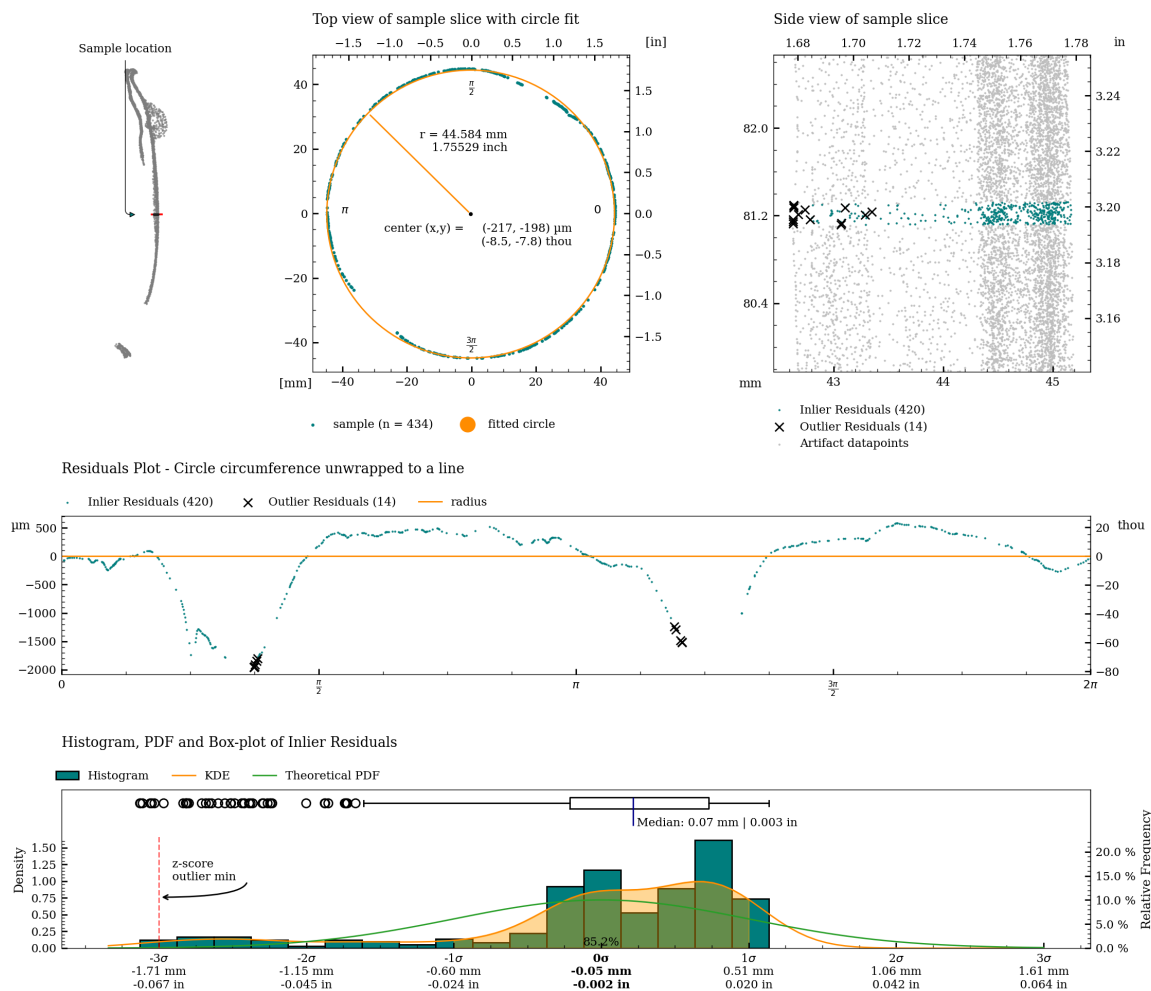 Sample location
Top view of sample slice with circle fit
−1.5 −1.0 −0.5 0.0 0.5 1.0 1.5 [in]
40
20
0
−20
−40
1.5
1.0
0.5
0.0
−0.5
−1.0
−1.5
π/2
r = 44.584 mm
1.75529 inch
π
0
center (x,y) = (-217, -198) µm
(-8.5, -7.8) thou
3π/2
[mm] −40 −20 0 20 40
sample (n = 434) fitted circle
Side view of sample slice
1.68 1.70 1.72 1.74 1.76 1.78 in
82.0
81.2
80.4
3.24
3.22
3.20
3.18
3.16
mm 43 44 45
Inlier Residuals (420)
Outlier Residuals (14)
Artifact datapoints
Residuals Plot - Circle circumference unwrapped to a line
Inlier Residuals (420) Outlier Residuals (14) radius
µm 500
0
−500
−1000
−1500
−2000
20 thou
0
−20
−40
−60
−80
0 π/2 π 3π/2 2π
Histogram, PDF and Box-plot of Inlier Residuals
Histogram KDE Theoretical PDF
Median: 0.07 mm | 0.003 in
z-score
outlier min
Density
1.50
1.25
1.00
0.75
0.50
0.25
0.00
Relative Frequency
20.0 %
15.0 %
10.0 %
5.0 %
0.0 %
85.2%
-3σ -2σ -1σ 0σ 1σ 2σ 3σ
-1.71 mm -1.15 mm -0.60 mm -0.05 mm 0.51 mm 1.06 mm 1.61 mm
-0.067 in -0.045 in -0.024 in -0.002 in 0.020 in 0.042 in 0.064 in